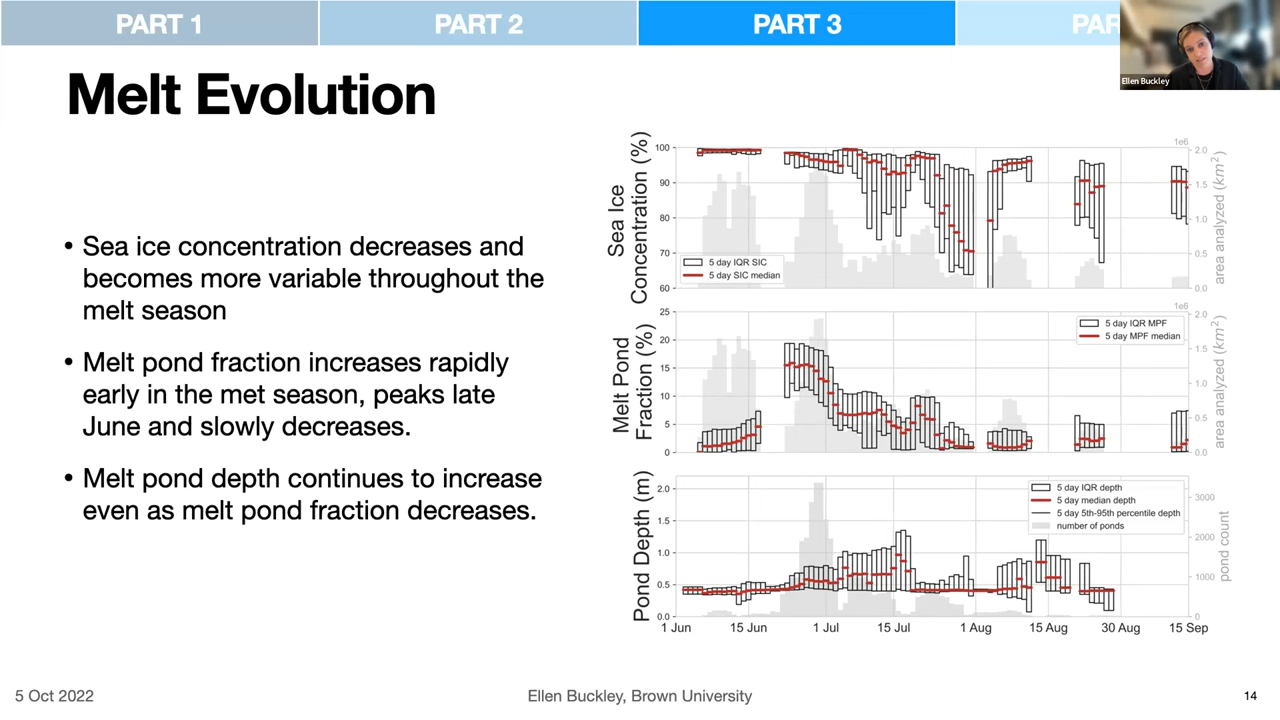 PART 1
PART 2
PART 3
PAR
Ellen Buckley
Melt Evolution
• Sea ice concentration decreases and
becomes more variable throughout the
melt season
• Melt pond fraction increases rapidly
early in the met season, peaks late
June and slowly decreases.
• Melt pond depth continues to increase
even as melt pond fraction decreases.
Sea Ice
Concentration (%)
100
90
80
70
60
5 day IQR SIC
5 day SIC median
1e6
2.0
1.5
1.0
0.5
0.0
area analyzed (km²)
Melt Pond
Fraction (%)
25
20
15
10
5
0
5 day IQR MPF
5 day MPF median
1e6
2.0
1.5
1.0
0.5
0.0
area analyzed (km²)
Pond Depth (m)
2.0
1.5
1.0
0.5
0.0
5 day IQR depth
5 day median depth
5 day 5th-95th percentile depth
number of ponds
3000
2000
1000
0
pond count
1 Jun
15 Jun
1 Jul
15 Jul
1 Aug
15 Aug
30 Aug
15 Sep
5 Oct 2022
Ellen Buckley, Brown University
14